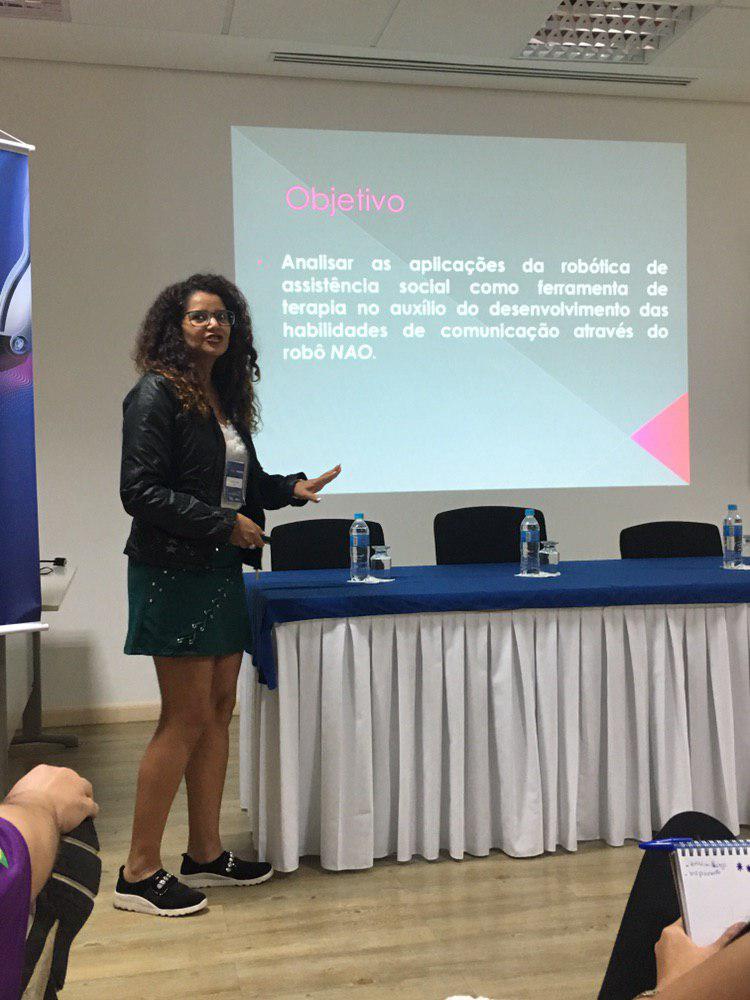 Objetivo
Analisar as aplicações da robótica de
assistência social como ferramenta de
terapia no auxílio do desenvolvimento das
habilidades de comunicação através do
robô NAO.